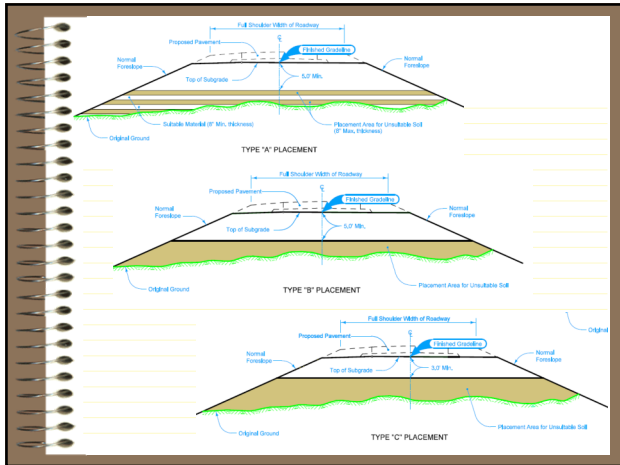 Full Shoulder Width of Roadway
Proposed Pavement
℄
Finished Gradeline
Normal
Foreslope
Normal
Foreslope
Top of Subgrade
5.0' Min.
Suitable Material (8" Min. thickness)
Placement Area for Unsuitable Soil
(8" Max. thickness)
Original Ground
TYPE "A" PLACEMENT
Full Shoulder Width of Roadway
Proposed Pavement
℄
Finished Gradeline
Normal
Foreslope
Normal
Foreslope
Top of Subgrade
5.0' Min.
Original Ground
Placement Area for Unsuitable Soil
TYPE "B" PLACEMENT
Original
Full Shoulder Width of Roadway
Proposed Pavement
℄
Finished Gradeline
Normal
Foreslope
Normal
Foreslope
Top of Subgrade
3.0' Min.
Original Ground
Placement Area for Unsuitable Soil
TYPE "C" PLACEMENT